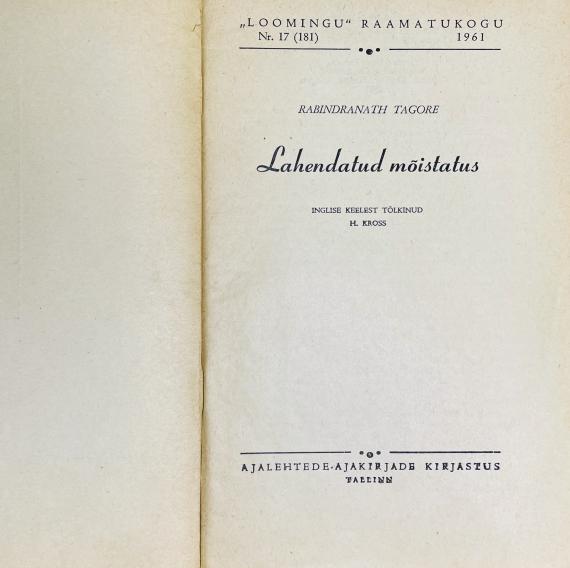 „LOOMINGU“ RAAMATUKOGU
Nr. 17 (181) 1961
RABINDRANATH TAGORE
Lahendatud mõistatus
INGLISE KEELEST TÕLKINUD
H. KROSS
AJALEHTEDE-AJAKIRJADE KIRJASTUS
TALLINN